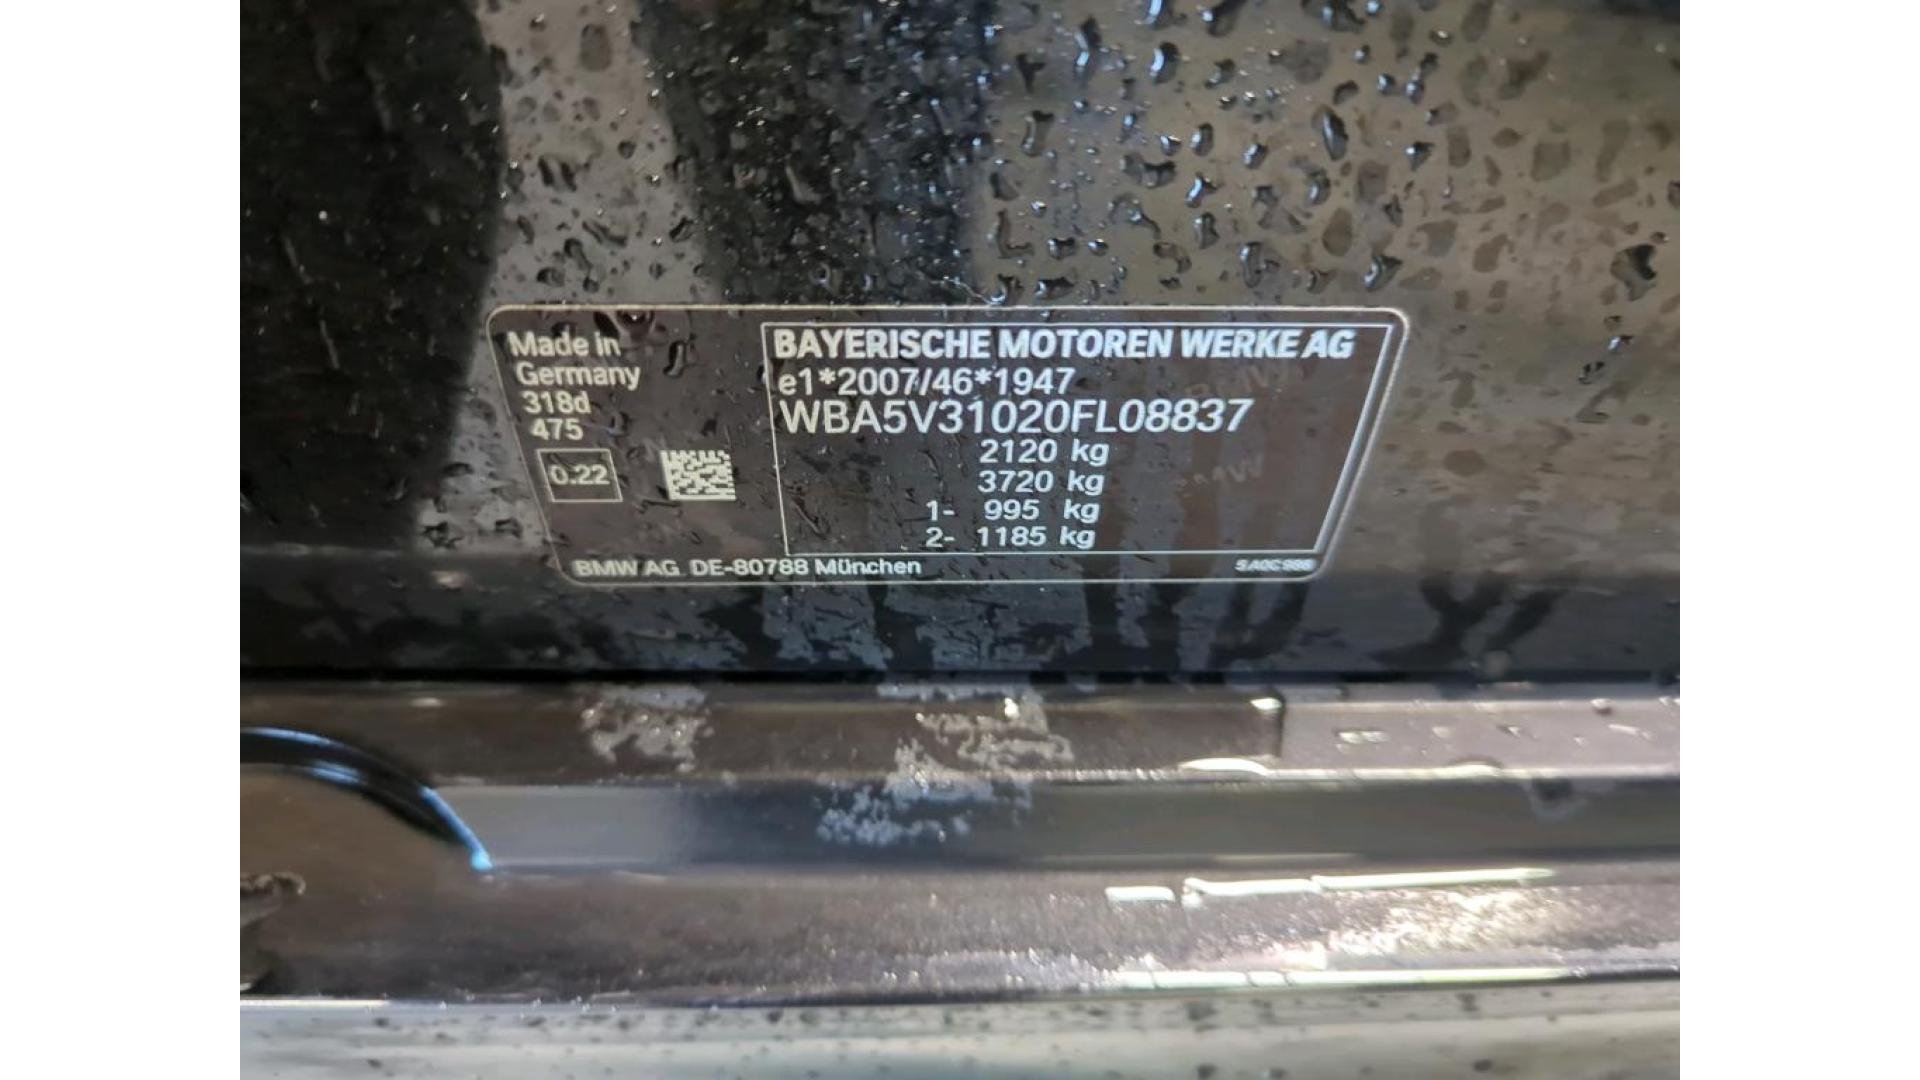 Made in
Germany
318d
475
0.22
BAYERISCHE MOTOREN WERKE AG
e1*2007/46*1947
WBA5V31020FL08837
2120 kg
3720 kg
1- 995 kg
2- 1185 kg
BMW AG DE-80788 München